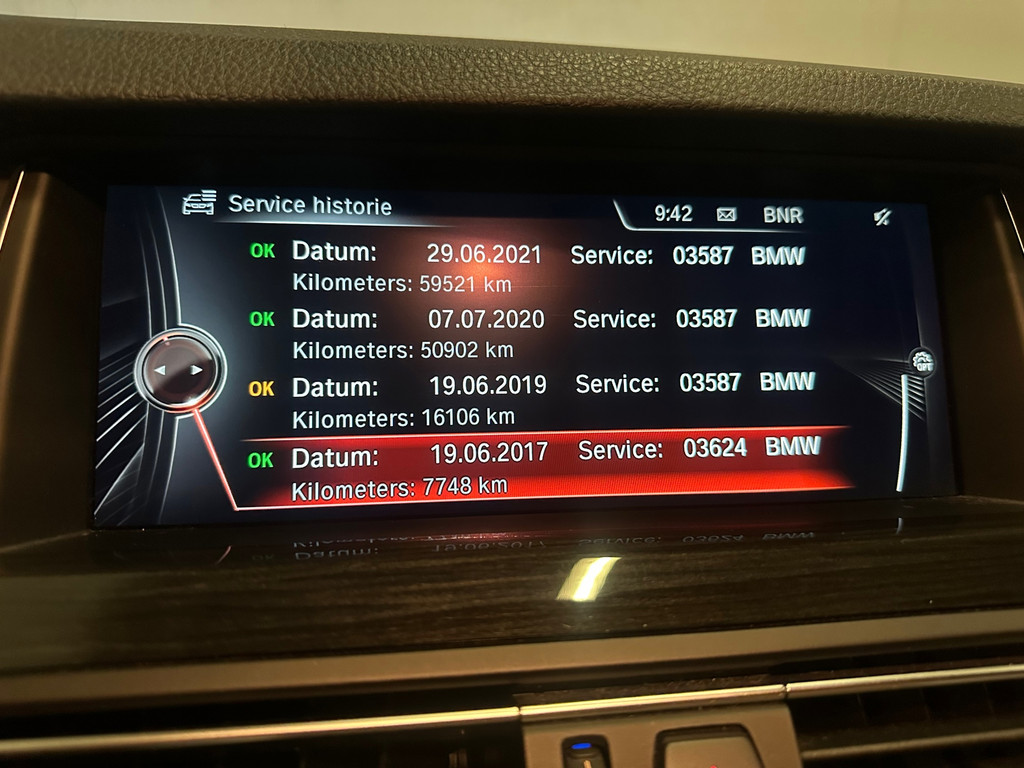 Service historie 9:42 BNR
OK Datum: 29.06.2021 Service: 03587 BMW
Kilometers: 59521 km
OK Datum: 07.07.2020 Service: 03587 BMW
Kilometers: 50902 km
OK Datum: 19.06.2019 Service: 03587 BMW
Kilometers: 16106 km
OK Datum: 19.06.2017 Service: 03624 BMW
Kilometers: 7748 km
OPT